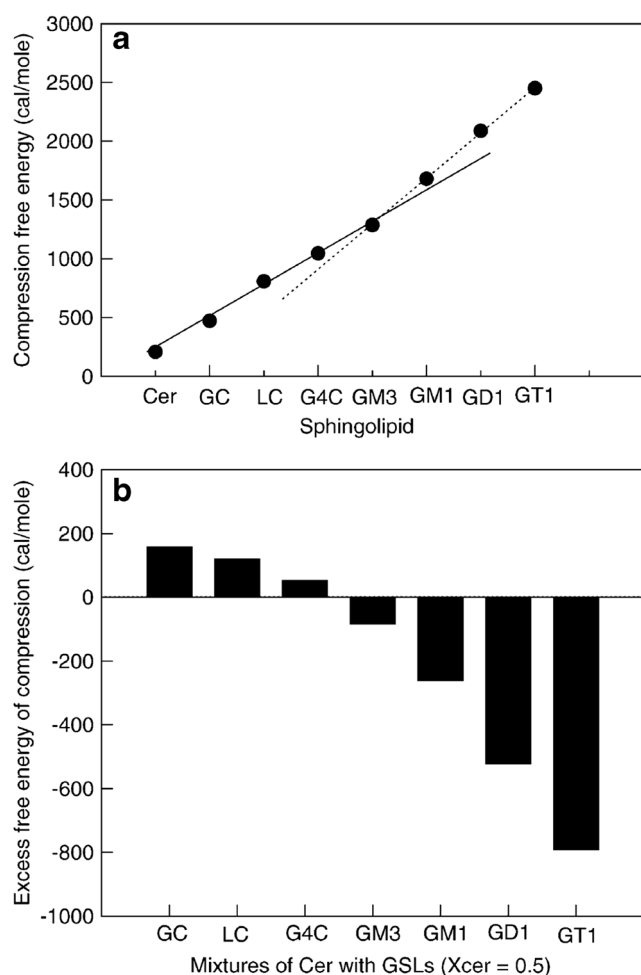 a
Compression free energy (cal/mole)
3000
2500
2000
1500
1000
500
0
Cer GC LC G4C GM3 GM1 GD1 GT1
Sphingolipid
b
Excess free energy of compression (cal/mole)
400
200
0
-200
-400
-600
-800
-1000
GC LC G4C GM3 GM1 GD1 GT1
Mixtures of Cer with GSLs (Xcer = 0.5)